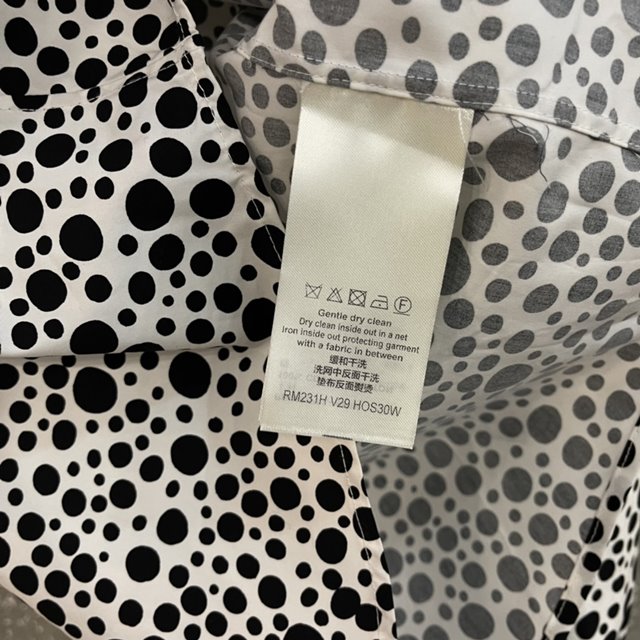 Gentle dry clean
Dry clean inside out in a net
Iron inside out protecting garment
with a fabric in between
缓和干洗
洗网中反面干洗
垫布反面熨烫
RM231H V29 HOS30W